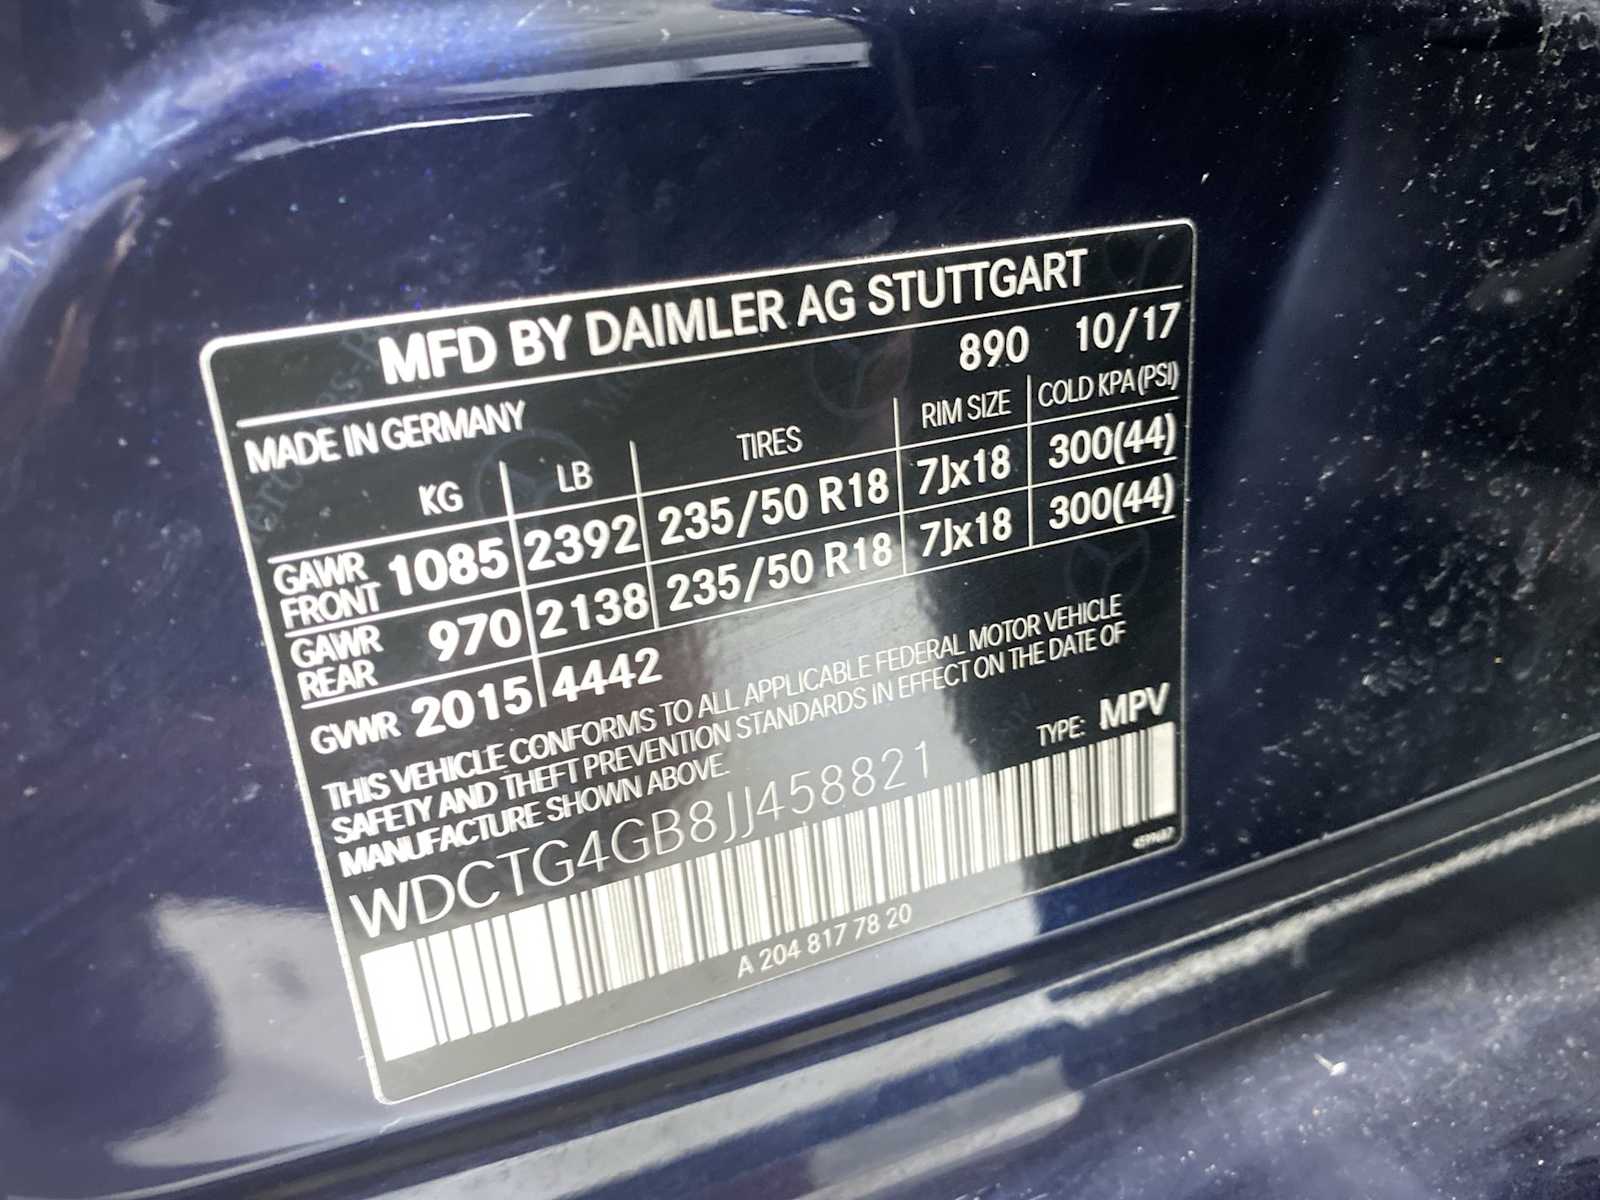 MFD BY DAIMLER AG STUTTGART
MADE IN GERMANY 890 10/17
KG LB TIRES RIM SIZE COLD KPA(PSI)
GAWR FRONT 1085 2392 235/50 R18 7Jx18 300(44)
GAWR REAR 970 2138 235/50 R18 7Jx18 300(44)
GVWR 2015 4442
THIS VEHICLE CONFORMS TO ALL APPLICABLE FEDERAL MOTOR VEHICLE
SAFETY AND THEFT PREVENTION STANDARDS IN EFFECT ON THE DATE OF
MANUFACTURE SHOWN ABOVE.
TYPE: MPV
WDCTG4GB8JJ458821
A 204 817 78 20